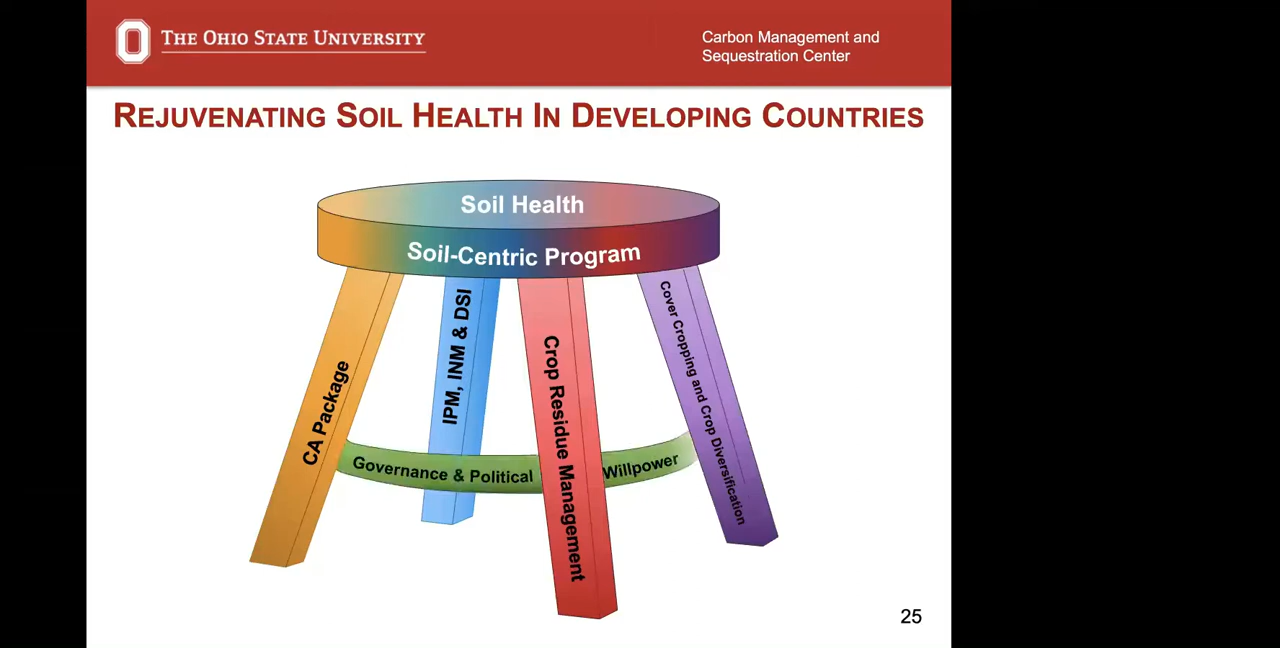 THE OHIO STATE UNIVERSITY
Carbon Management and
Sequestration Center
REJUVENATING SOIL HEALTH IN DEVELOPING COUNTRIES
Soil Health
Soil-Centric Program
CA Package
IPM, INM & DSI
Crop Residue Management
Cover Cropping and Crop Diversification
Governance & Political Willpower
25